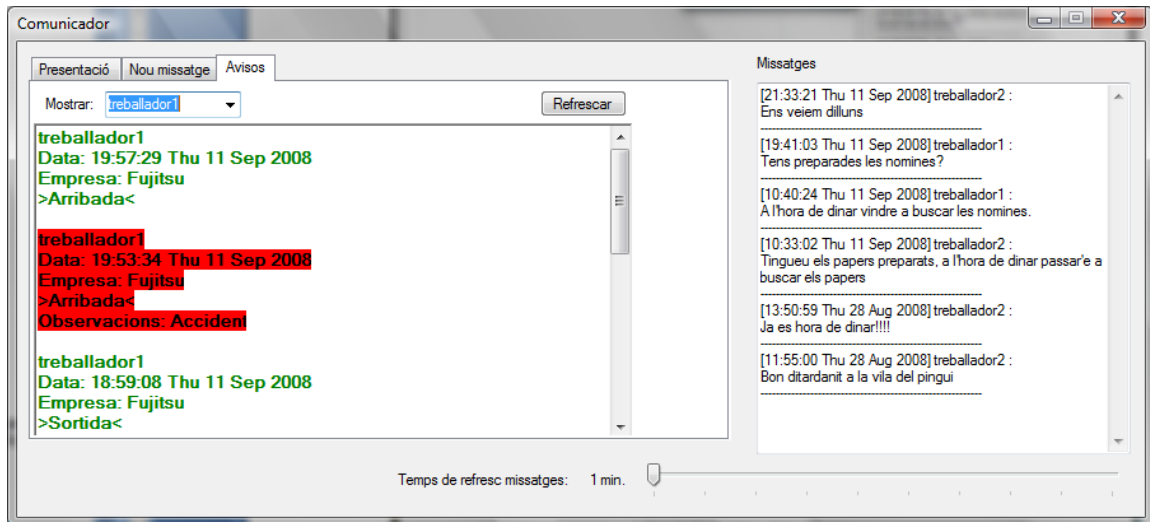 Comunicador
Presentació
Nou missatge
Avisos
Mostrar:
treballador1
Refrescar
treballador1
Data: 19:57:29 Thu 11 Sep 2008
Empresa: Fujitsu
>Arribada<
treballador1
Data: 19:53:34 Thu 11 Sep 2008
Empresa: Fujitsu
>Arribada<
Observacions: Accident
treballador1
Data: 18:59:08 Thu 11 Sep 2008
Empresa: Fujitsu
>Sortida<
Missatges
[21:33:21 Thu 11 Sep 2008] treballador2 :
Ens veiem dilluns
[19:41:03 Thu 11 Sep 2008] treballador1 :
Tens preparades les nomines?
[10:40:24 Thu 11 Sep 2008] treballador1 :
A l'hora de dinar vindre a buscar les nomines.
[10:33:02 Thu 11 Sep 2008] treballador2 :
Tingueu els papers preparats, a l'hora de dinar passar'e a
buscar els papers
[13:50:59 Thu 28 Aug 2008] treballador2 :
Ja es hora de dinar!!!!
[11:55:00 Thu 28 Aug 2008] treballador2 :
Bon ditardanit a la vila del pingui
Temps de refresc missatges: 1 min.